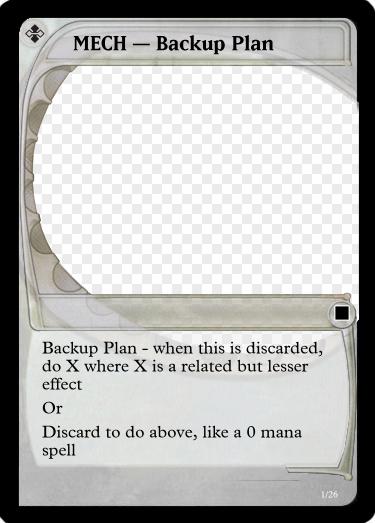 MECH — Backup Plan
Backup Plan - when this is discarded,
do X where X is a related but lesser
effect
Or
Discard to do above, like a 0 mana
spell
1/26